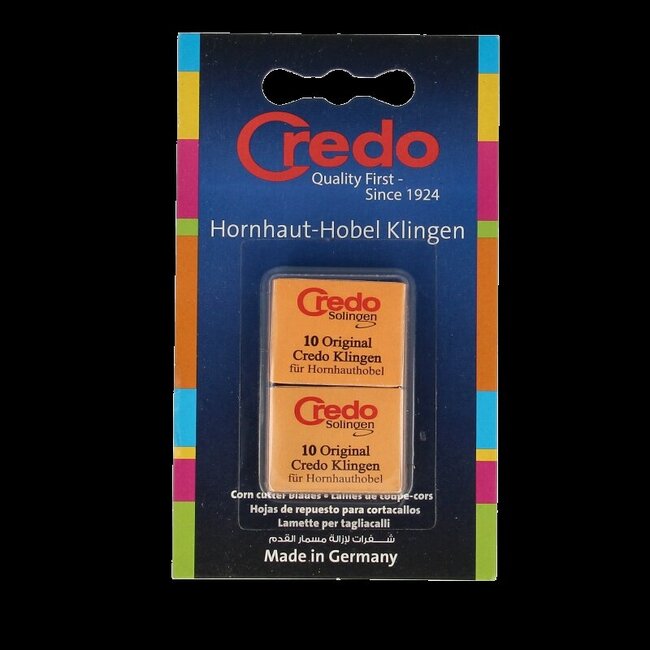 Credo
Quality First -
Since 1924
Hornhaut-Hobel Klingen
Credo
Solingen
10 Original
Credo Klingen
für Hornhauthobel
Credo
Solingen
10 Original
Credo Klingen
für Hornhauthobel
Corn cutter blades • Lames de coupe-cors
Hojas de repuesto para cortacallos
Lamette per tagliacalli
شفرات لإزالة مسمار القدم
Made in Germany